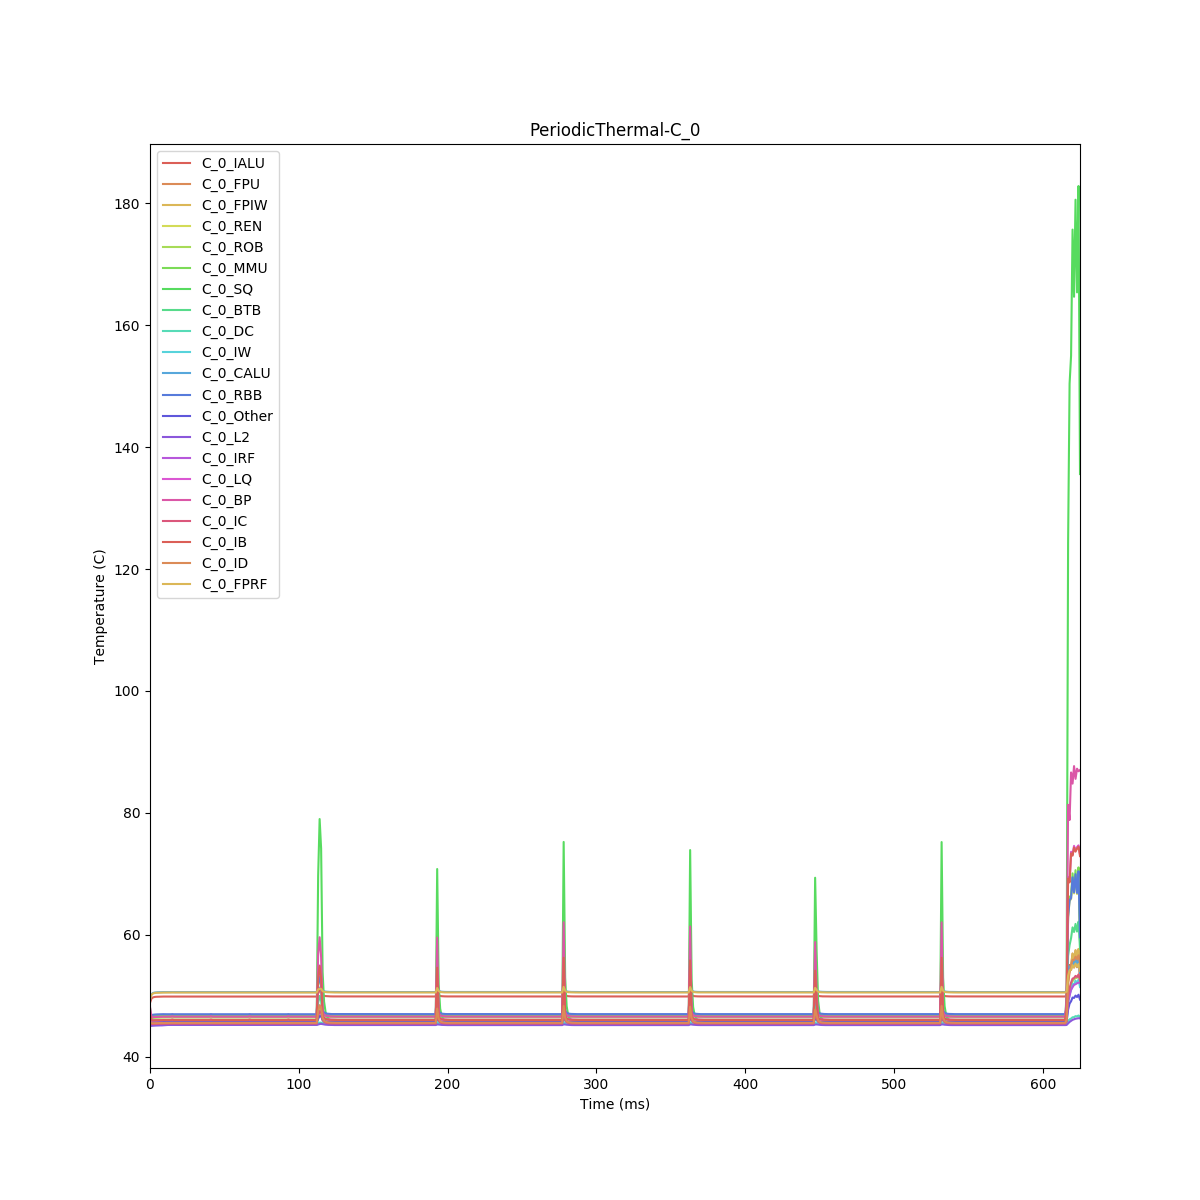 PeriodicThermal-C_0
C_0_IALU
C_0_FPU
C_0_FPIW
C_0_REN
C_0_ROB
C_0_MMU
C_0_SQ
C_0_BTB
C_0_DC
C_0_IW
C_0_CALU
C_0_RBB
C_0_Other
C_0_L2
C_0_IRF
C_0_LQ
C_0_BP
C_0_IC
C_0_IB
C_0_ID
C_0_FPRF
180
160
140
120
100
80
60
40
Temperature (C)
0 100 200 300 400 500 600
Time (ms)